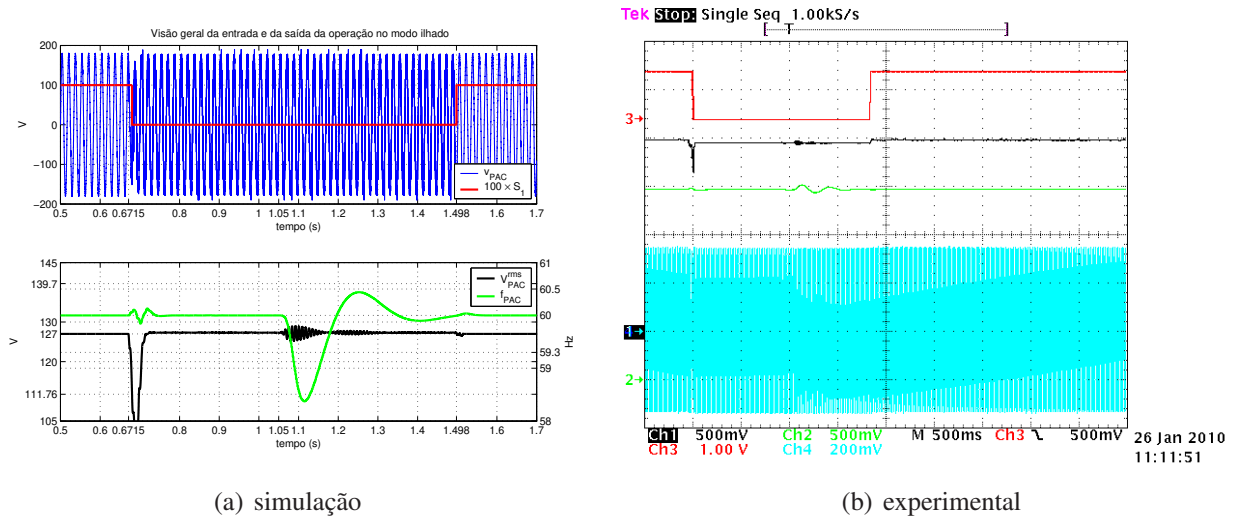 Visão geral da entrada e da saída da operação no modo ilhado
200
100
0
−100
−200
V
v_PAC
100 × S_1
0.5 0.6 0.6715 0.8 0.9 1 1.05 1.1 1.2 1.3 1.4 1.498 1.6 1.7
tempo (s)
145
139.7
130
127
120
111.76
105
V
V_PAC^rms
f_PAC
61
60.5
60
59.3
59
58
Hz
0.5 0.6 0.6715 0.8 0.9 1 1.05 1.1 1.2 1.3 1.4 1.498 1.6 1.7
tempo (s)
(a) simulação
Tek Stop: Single Seq 1.00kS/s
T
3→
1→
2→
Ch1 500mV Ch2 500mV M 500ms Ch3 500mV
Ch3 1.00 V Ch4 200mV
26 Jan 2010
11:11:51
(b) experimental